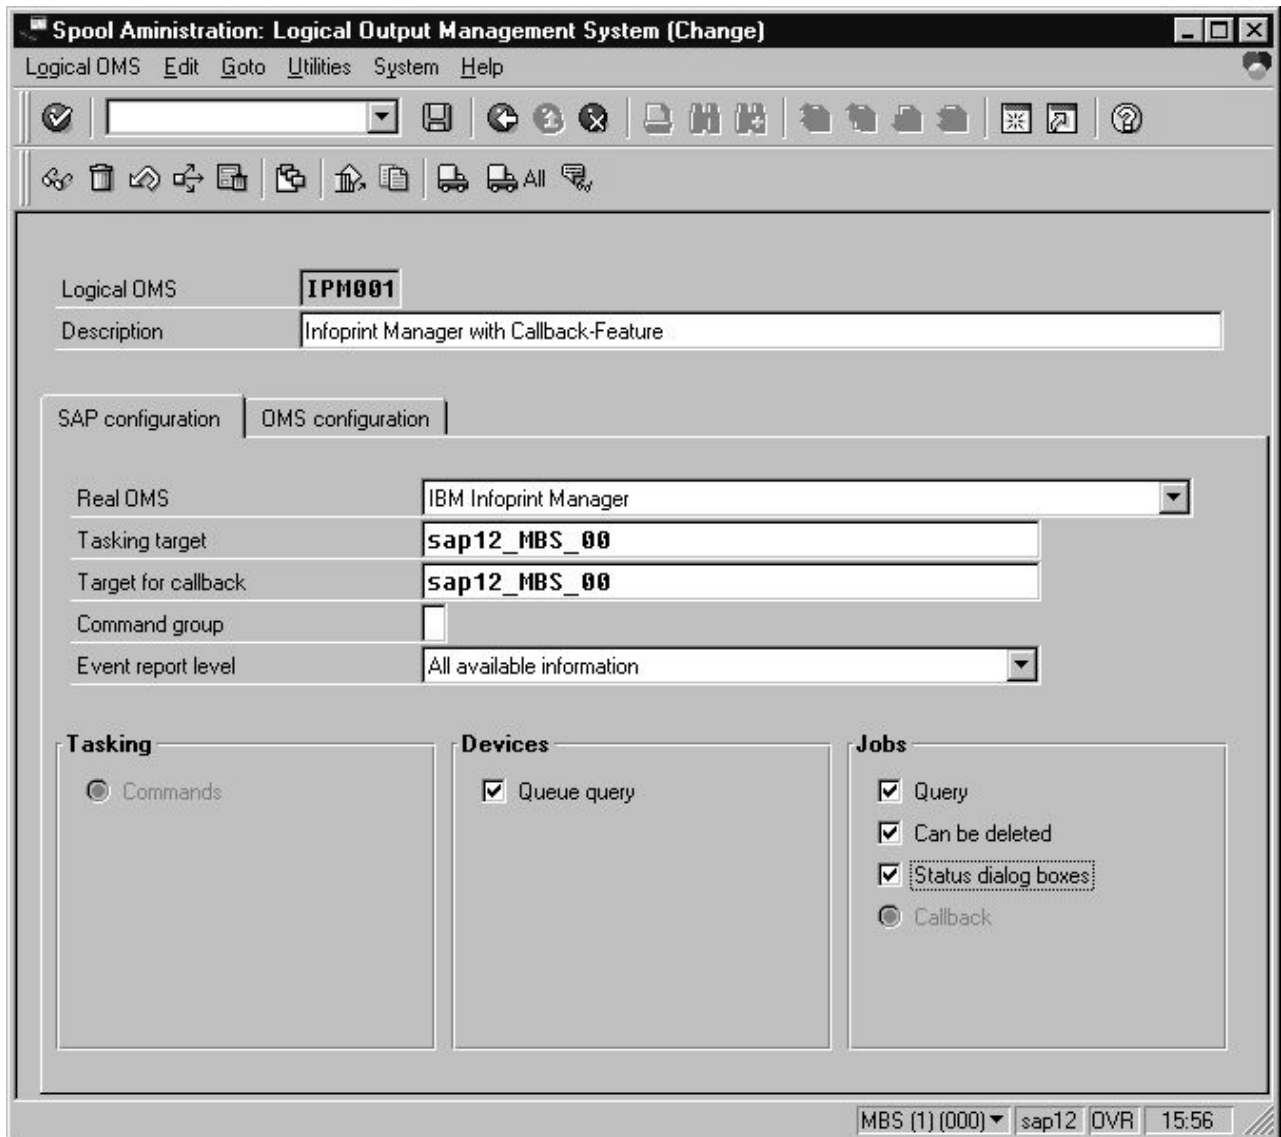 Spool Aministration: Logical Output Management System (Change)
Logical OMS Edit Goto Utilities System Help
All
Logical OMS IPM001
Description Infoprint Manager with Callback-Feature
SAP configuration OMS configuration
Real OMS IBM Infoprint Manager
Tasking target sap12_MBS_00
Target for callback sap12_MBS_00
Command group
Event report level All available information
Tasking Devices Jobs
Commands Queue query Query
Can be deleted
Status dialog boxes
Callback
MBS (1) (000) sap12 OVR 15:56